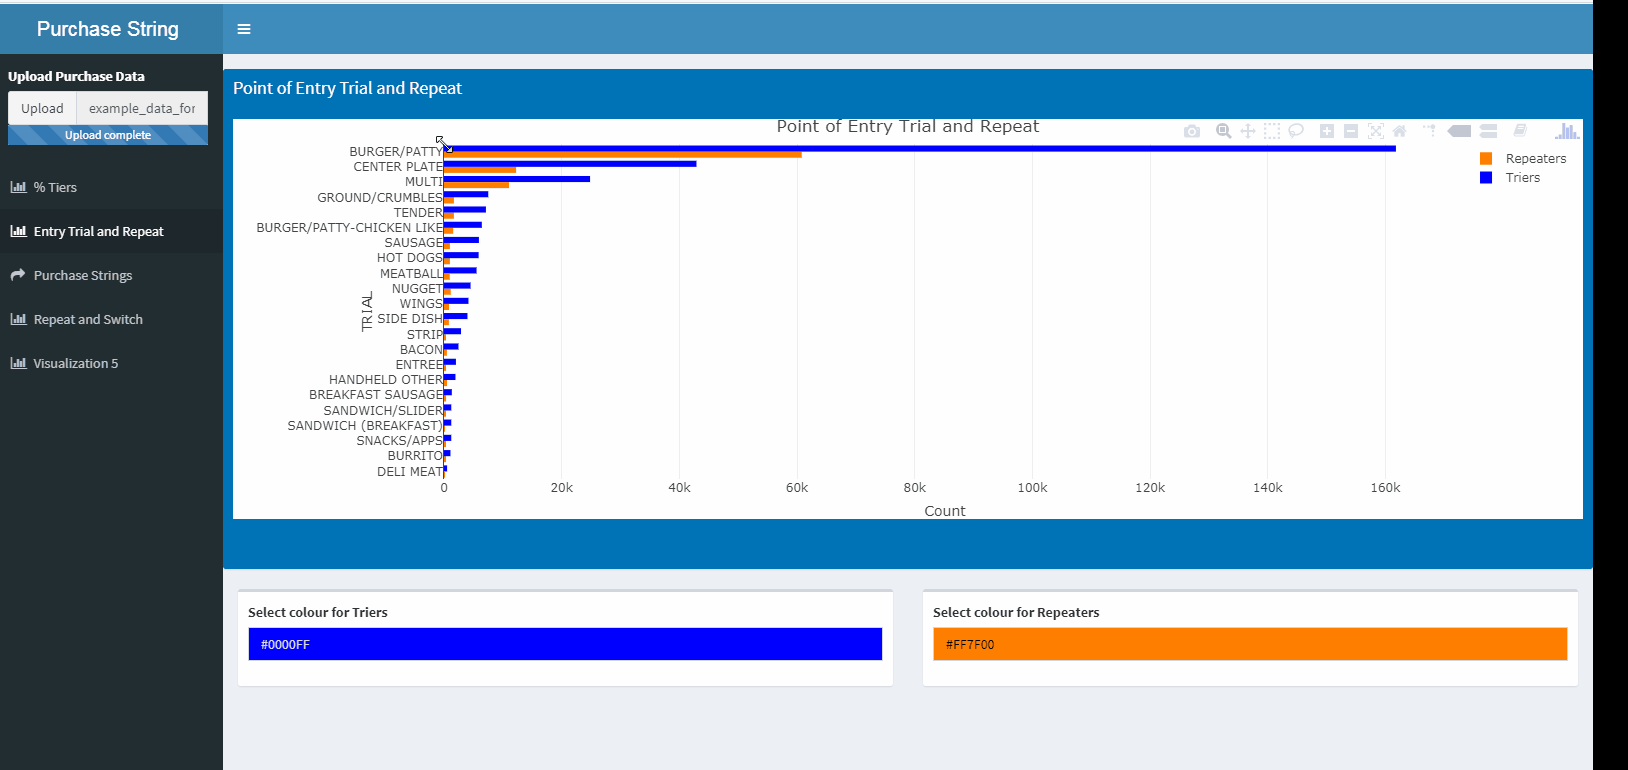 Purchase String
Upload Purchase Data
Upload example_data_for
Upload complete
% Tiers
Entry Trial and Repeat
Purchase Strings
Repeat and Switch
Visualization 5
Point of Entry Trial and Repeat
Point of Entry Trial and Repeat
Repeaters
Triers
TRIAL
BURGER/PATTY
CENTER PLATE
MULTI
GROUND/CRUMBLES
TENDER
BURGER/PATTY-CHICKEN LIKE
SAUSAGE
HOT DOGS
MEATBALL
NUGGET
WINGS
SIDE DISH
STRIP
BACON
ENTREE
HANDHELD OTHER
BREAKFAST SAUSAGE
SANDWICH/SLIDER
SANDWICH (BREAKFAST)
SNACKS/APPS
BURRITO
DELI MEAT
0 20k 40k 60k 80k 100k 120k 140k 160k
Count
Select colour for Triers
#0000FF
Select colour for Repeaters
#FF7F00